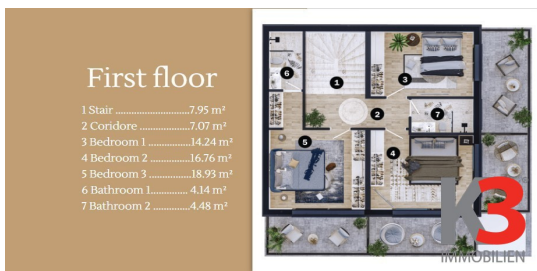 First floor
1 Stair ............................7.95 m²
2 Coridore ...................7.07 m²
3 Bedroom 1 ................14.24 m²
4 Bedroom 2 ...............16.76 m²
5 Bedroom 3 ................18.93 m²
6 Bathroom 1.............. 4.14 m²
7 Bathroom 2 ..............4.48 m²
1
2
3
4
5
6
7
K3
IMMOBILIEN